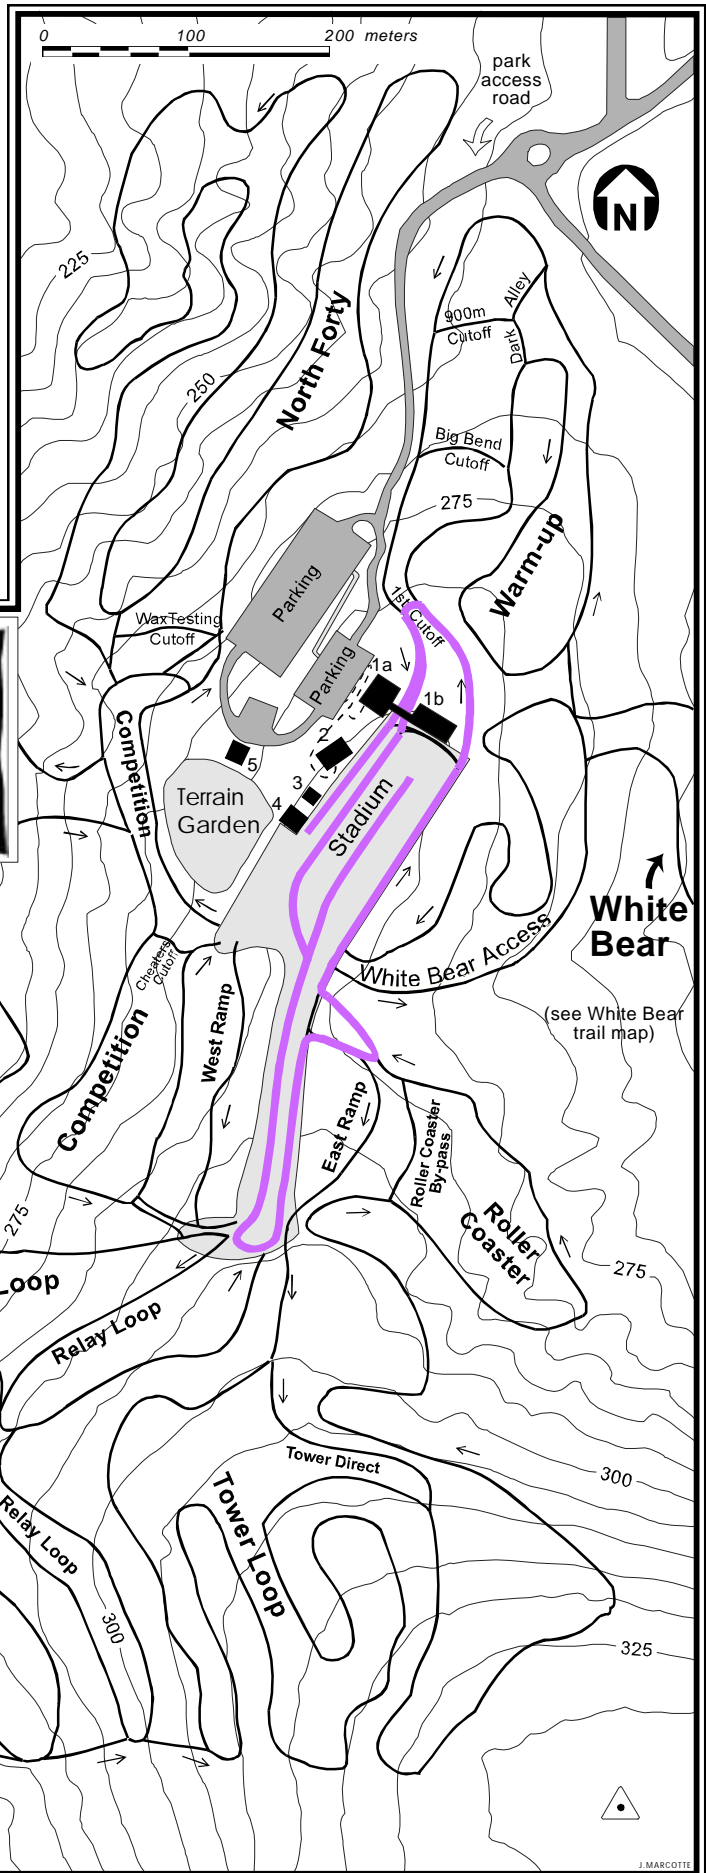 0 100 200 meters
park
access
road
N
225
900m
Cutoff
Dark Alley
250
North Forty
Big Bend
Cutoff
275
Warm-up
Parking
1st Cutoff
WaxTesting
Cutoff
Parking
1a
1b
2
5
3
4
Competition
Terrain
Garden
Stadium
White
Bear
White Bear Access
Cheaters
Cutoff
(see White Bear
trail map)
West Ramp
Competition
East Ramp
Roller Coaster
By-pass
Roller
Coaster
275
275
Loop
Relay Loop
Tower Direct
300
Tower Loop
Relay Loop
300
325
J.MARCOTTE